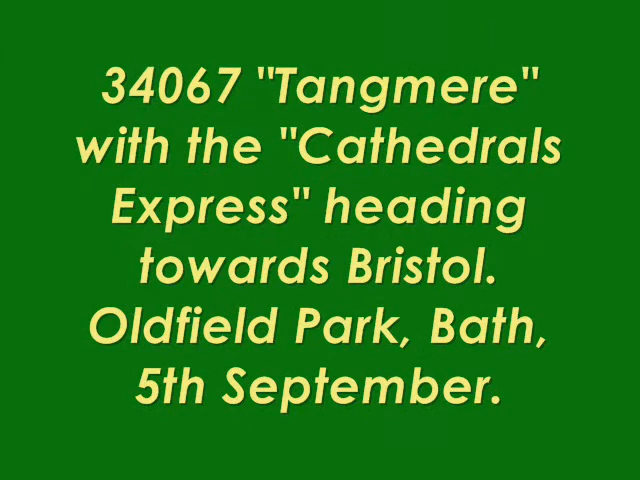 34067 "Tangmere"
with the "Cathedrals
Express" heading
towards Bristol.
Oldfield Park, Bath,
5th September.